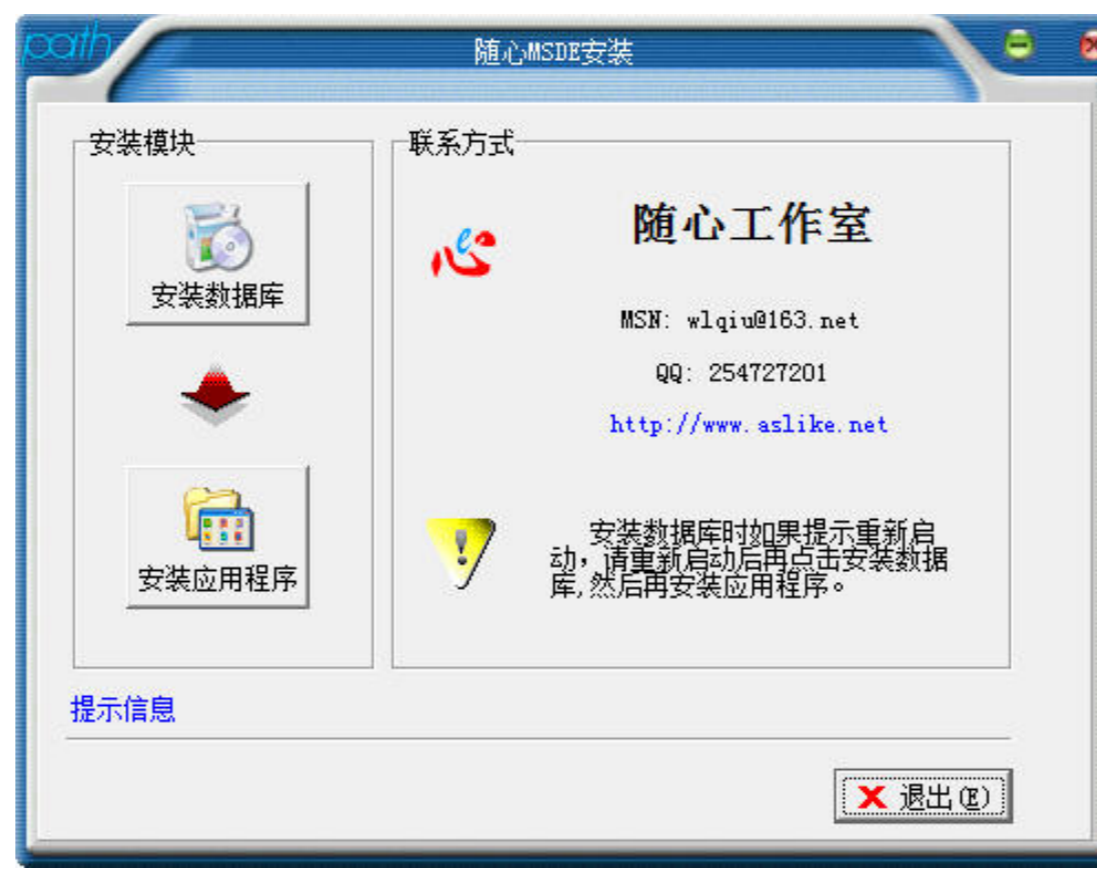 path
随心MSDE安装
安装模块
安装数据库
安装应用程序
联系方式
心
随心工作室
MSN: wlqiu@163.net
QQ: 254727201
http://www.aslike.net
安装数据库时如果提示重新启
动，请重新启动后再点击安装数据
库,然后再安装应用程序。
提示信息
退出(E)